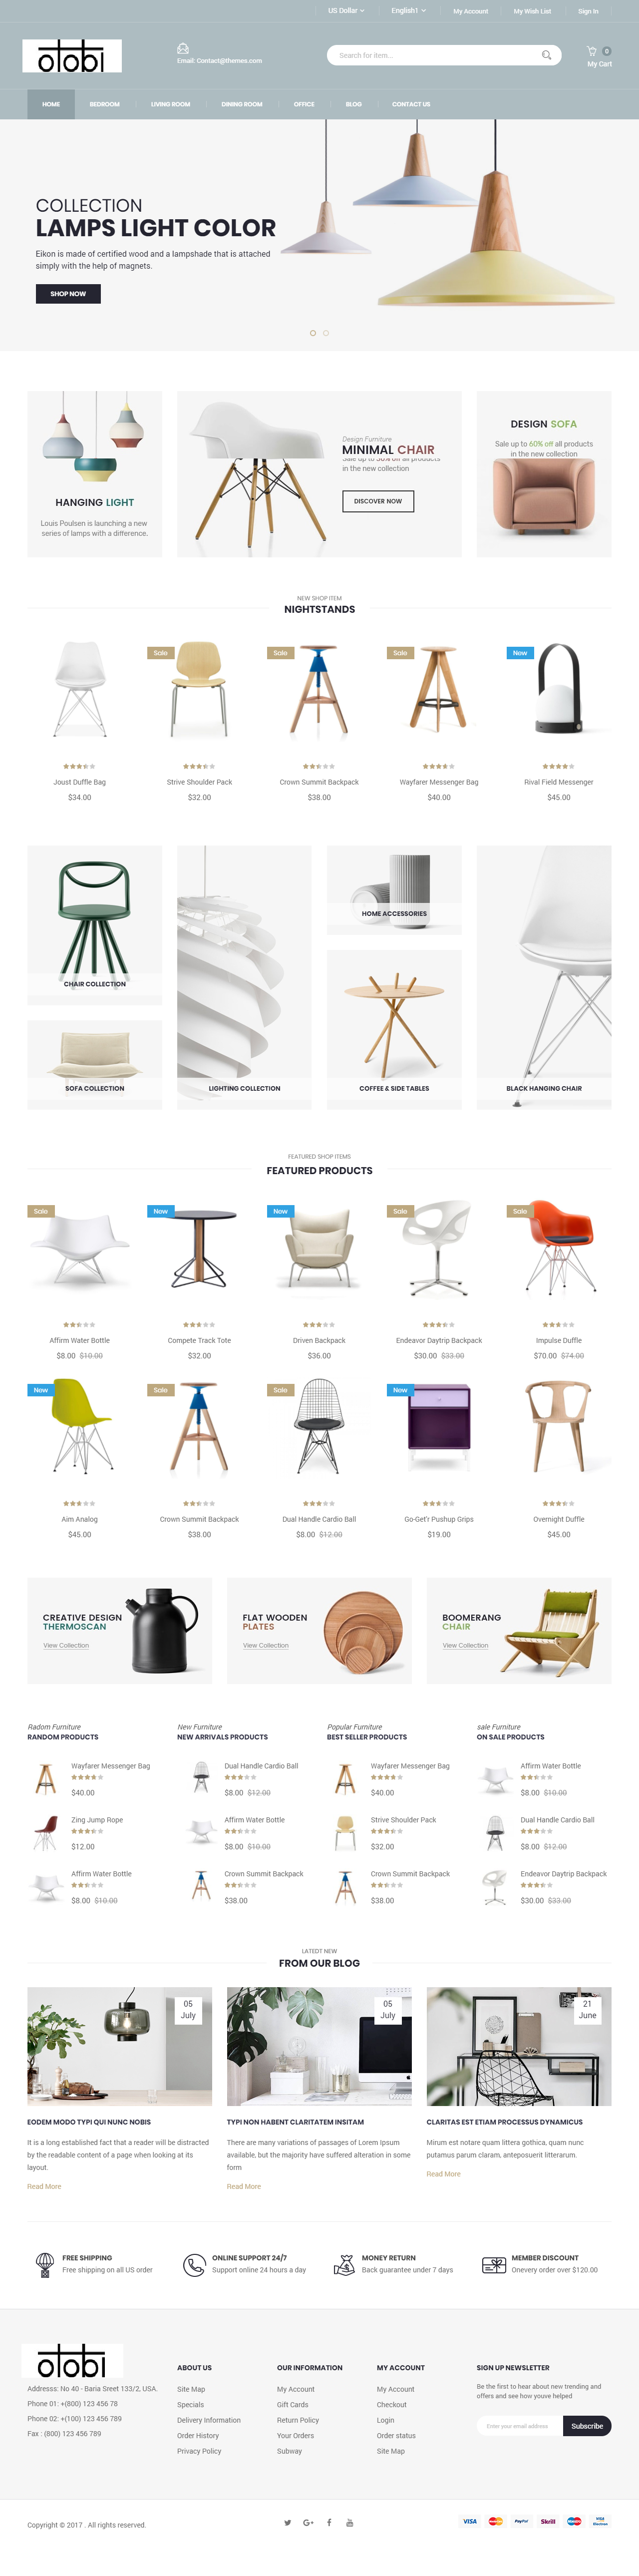 US Dollar
English1
My Account
My Wish List
Sign In
otobi
Email: Contact@themes.com
Search for item...
0
My Cart
HOME
BEDROOM
LIVING ROOM
DINING ROOM
OFFICE
BLOG
CONTACT US
COLLECTION
LAMPS LIGHT COLOR
Eikon is made of certified wood and a lampshade that is attached
simply with the help of magnets.
SHOP NOW
HANGING LIGHT
Louis Poulsen is launching a new
series of lamps with a difference.
Design Furniture
MINIMAL CHAIR
Sale up to 50% off all products
in the new collection
DISCOVER NOW
DESIGN SOFA
Sale up to 60% off all products
in the new collection
NEW SHOP ITEM
NIGHTSTANDS
Sale
Sale
Sale
New
Joust Duffle Bag
$34.00
Strive Shoulder Pack
$32.00
Crown Summit Backpack
$38.00
Wayfarer Messenger Bag
$40.00
Rival Field Messenger
$45.00
CHAIR COLLECTION
SOFA COLLECTION
LIGHTING COLLECTION
HOME ACCESSORIES
COFFEE & SIDE TABLES
BLACK HANGING CHAIR
FEATURED SHOP ITEMS
FEATURED PRODUCTS
Sale
New
New
Sale
Sale
Affirm Water Bottle
$8.00 $10.00
Compete Track Tote
$32.00
Driven Backpack
$36.00
Endeavor Daytrip Backpack
$30.00 $33.00
Impulse Duffle
$70.00 $74.00
New
Sale
Sale
New
Aim Analog
$45.00
Crown Summit Backpack
$38.00
Dual Handle Cardio Ball
$8.00 $12.00
Go-Get'r Pushup Grips
$19.00
Overnight Duffle
$45.00
CREATIVE DESIGN
THERMOSCAN
View Collection
FLAT WOODEN
PLATES
View Collection
BOOMERANG
CHAIR
View Collection
Radom Furniture
RANDOM PRODUCTS
Wayfarer Messenger Bag
$40.00
Zing Jump Rope
$12.00
Affirm Water Bottle
$8.00 $10.00
New Furniture
NEW ARRIVALS PRODUCTS
Dual Handle Cardio Ball
$8.00 $12.00
Affirm Water Bottle
$8.00 $10.00
Crown Summit Backpack
$38.00
Popular Furniture
BEST SELLER PRODUCTS
Wayfarer Messenger Bag
$40.00
Strive Shoulder Pack
$32.00
Crown Summit Backpack
$38.00
sale Furniture
ON SALE PRODUCTS
Affirm Water Bottle
$8.00 $10.00
Dual Handle Cardio Ball
$8.00 $12.00
Endeavor Daytrip Backpack
$30.00 $33.00
LATEDT NEW
FROM OUR BLOG
05
July
EODEM MODO TYPI QUI NUNC NOBIS
It is a long established fact that a reader will be distracted
by the readable content of a page when looking at its
layout.
Read More
05
July
TYPI NON HABENT CLARITATEM INSITAM
There are many variations of passages of Lorem Ipsum
available, but the majority have suffered alteration in some
form
Read More
21
June
CLARITAS EST ETIAM PROCESSUS DYNAMICUS
Mirum est notare quam littera gothica, quam nunc
putamus parum claram, anteposuerit litterarum.
Read More
FREE SHIPPING
Free shipping on all US order
ONLINE SUPPORT 24/7
Support online 24 hours a day
MONEY RETURN
Back guarantee under 7 days
MEMBER DISCOUNT
Onevery order over $120.00
otobi
Addresss: No 40 - Baria Sreet 133/2, USA.
Phone 01: +(800) 123 456 78
Phone 02: +(100) 123 456 789
Fax : (800) 123 456 789
ABOUT US
Site Map
Specials
Delivery Information
Order History
Privacy Policy
OUR INFORMATION
My Account
Gift Cards
Return Policy
Your Orders
Subway
MY ACCOUNT
My Account
Checkout
Login
Order status
Site Map
SIGN UP NEWSLETTER
Be the first to hear about new trending and
offers and see how youve helped
Enter your email address
Subscribe
Copyright © 2017 . All rights reserved.
G+
VISA
PayPal
Skrill
Maestro
VISA
Electron